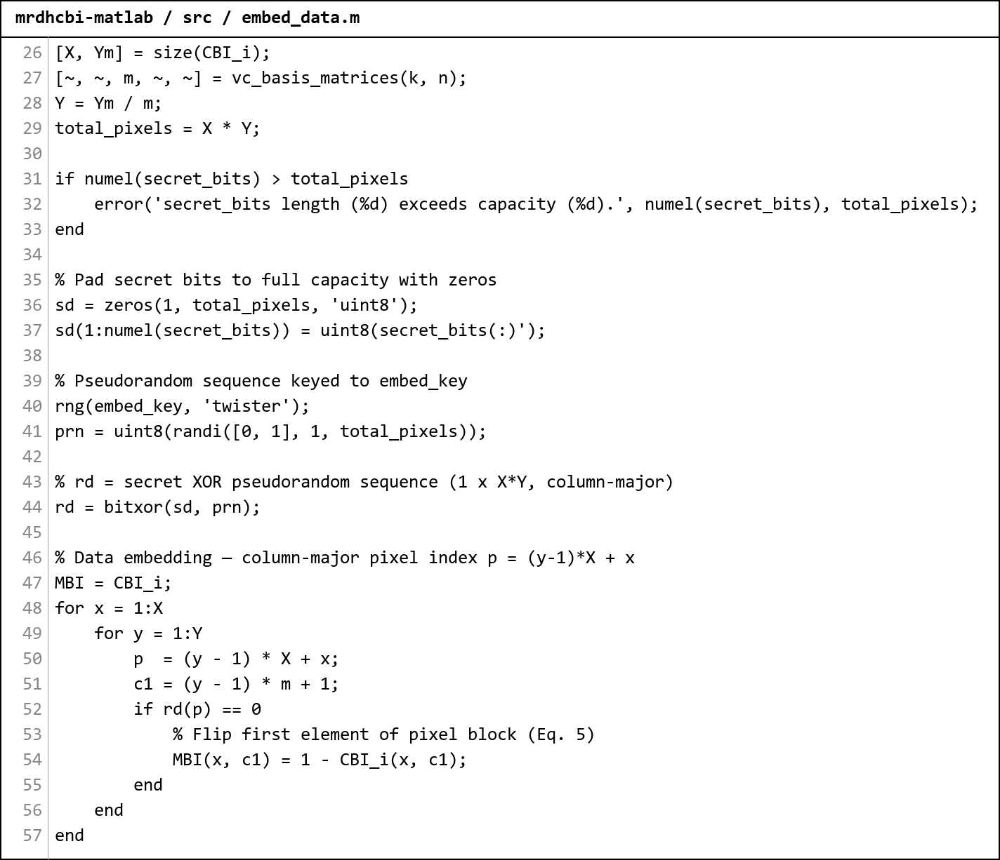 mrdhcbi-matlab / src / embed_data.m
26 [X, Ym] = size(CBI_i);
27 [~, ~, m, ~, ~] = vc_basis_matrices(k, n);
28 Y = Ym / m;
29 total_pixels = X * Y;
30
31 if numel(secret_bits) > total_pixels
32     error('secret_bits length (%d) exceeds capacity (%d).', numel(secret_bits), total_pixels);
33 end
34
35 % Pad secret bits to full capacity with zeros
36 sd = zeros(1, total_pixels, 'uint8');
37 sd(1:numel(secret_bits)) = uint8(secret_bits(:)');
38
39 % Pseudorandom sequence keyed to embed_key
40 rng(embed_key, 'twister');
41 prn = uint8(randi([0, 1], 1, total_pixels));
42
43 % rd = secret XOR pseudorandom sequence (1 x X*Y, column-major)
44 rd = bitxor(sd, prn);
45
46 % Data embedding — column-major pixel index p = (y-1)*X + x
47 MBI = CBI_i;
48 for x = 1:X
49     for y = 1:Y
50         p  = (y - 1) * X + x;
51         c1 = (y - 1) * m + 1;
52         if rd(p) == 0
53             % Flip first element of pixel block (Eq. 5)
54             MBI(x, c1) = 1 - CBI_i(x, c1);
55         end
56     end
57 end